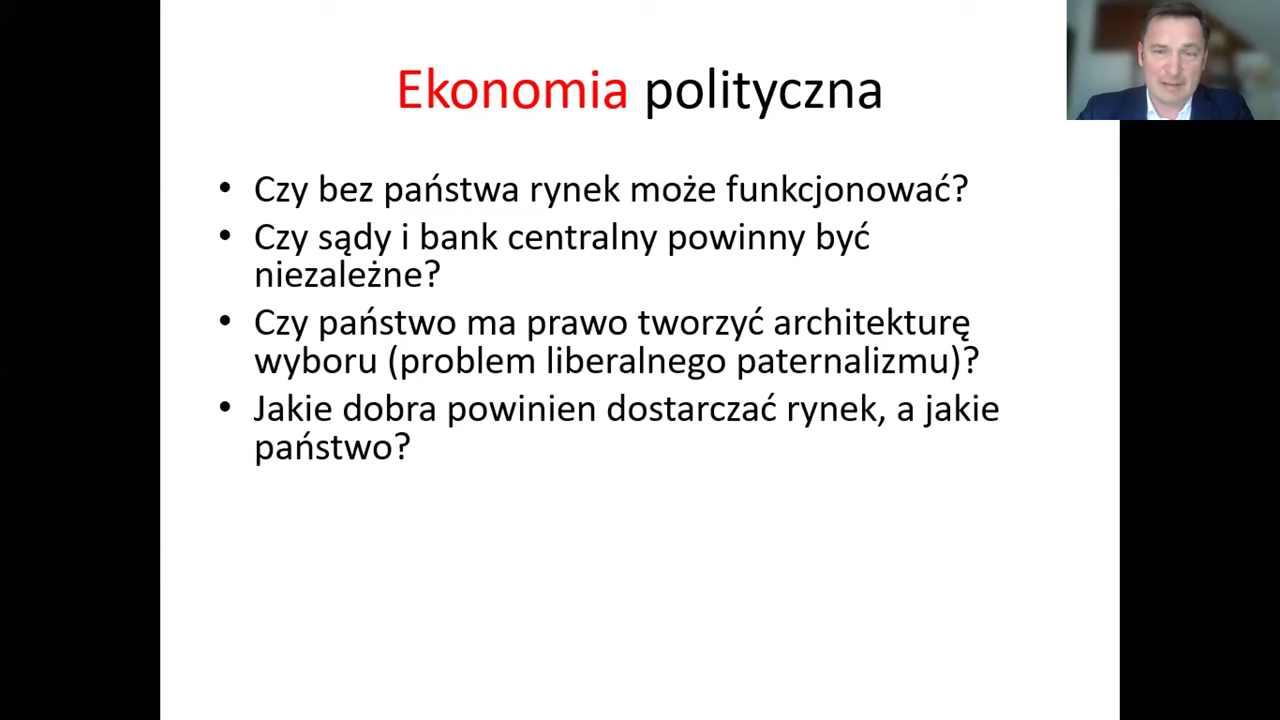 Ekonomia polityczna
• Czy bez państwa rynek może funkcjonować?
• Czy sądy i bank centralny powinny być
niezależne?
• Czy państwo ma prawo tworzyć architekturę
wyboru (problem liberalnego paternalizmu)?
• Jakie dobra powinien dostarczać rynek, a jakie
państwo?